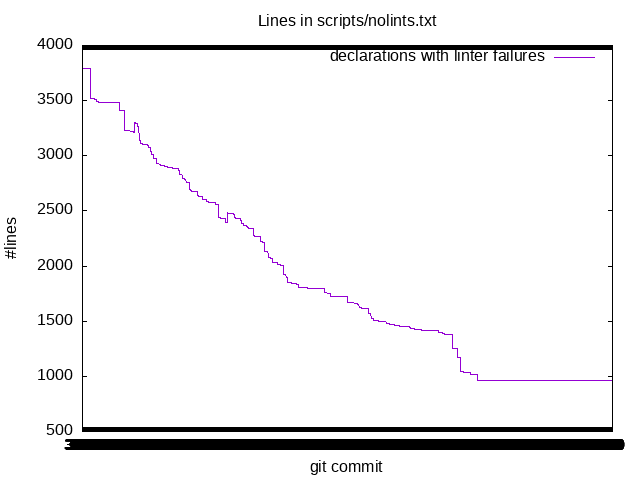 Lines in scripts/nolints.txt
declarations with linter failures
4000
3500
3000
2500
2000
1500
1000
500
#lines
git commit